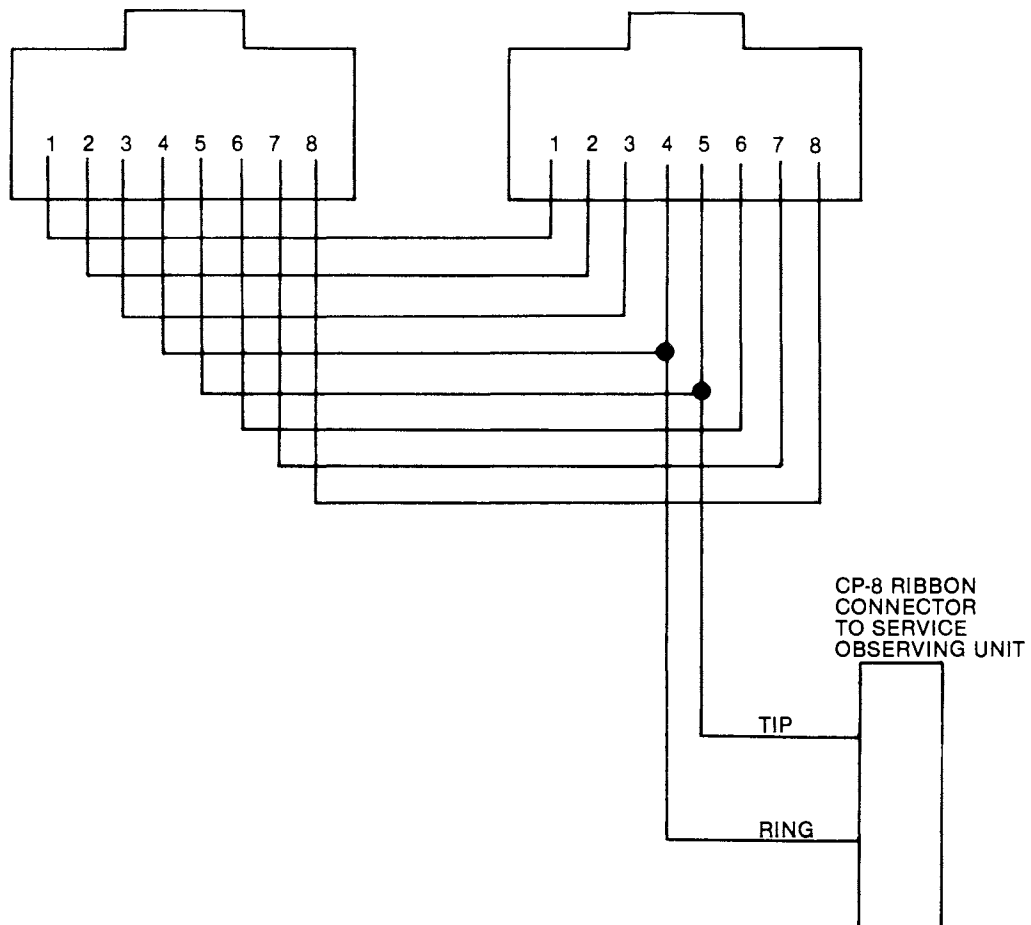 1 2 3 4 5 6 7 8
1 2 3 4 5 6 7 8
CP-8 RIBBON
CONNECTOR
TO SERVICE
OBSERVING UNIT
TIP
RING